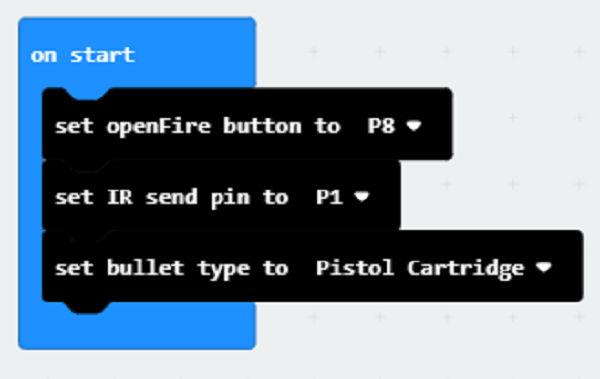 on start
set openFire button to P8
set IR send pin to P1
set bullet type to Pistol Cartridge